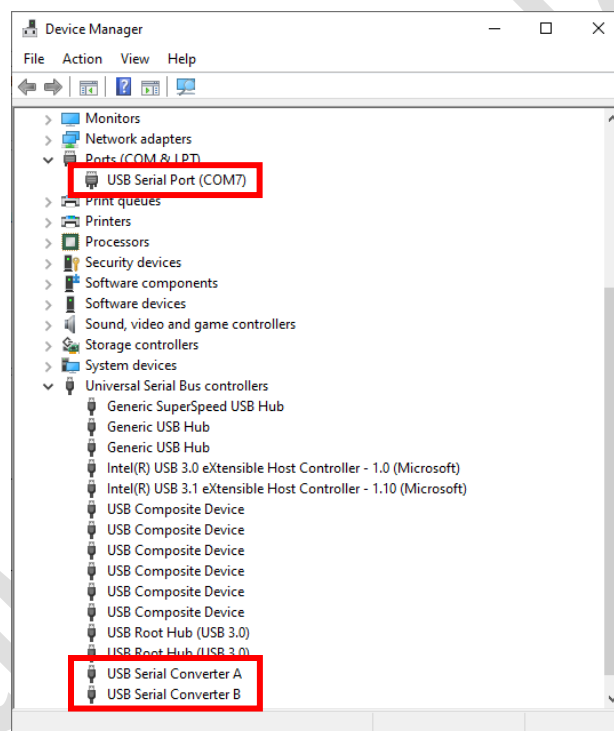 Device Manager
File Action View Help
Monitors
Network adapters
Ports (COM & LPT)
USB Serial Port (COM7)
Print queues
Printers
Processors
Security devices
Software components
Software devices
Sound, video and game controllers
Storage controllers
System devices
Universal Serial Bus controllers
Generic SuperSpeed USB Hub
Generic USB Hub
Generic USB Hub
Intel(R) USB 3.0 eXtensible Host Controller - 1.0 (Microsoft)
Intel(R) USB 3.1 eXtensible Host Controller - 1.10 (Microsoft)
USB Composite Device
USB Composite Device
USB Composite Device
USB Composite Device
USB Composite Device
USB Composite Device
USB Root Hub (USB 3.0)
USB Root Hub (USB 3.0)
USB Serial Converter A
USB Serial Converter B